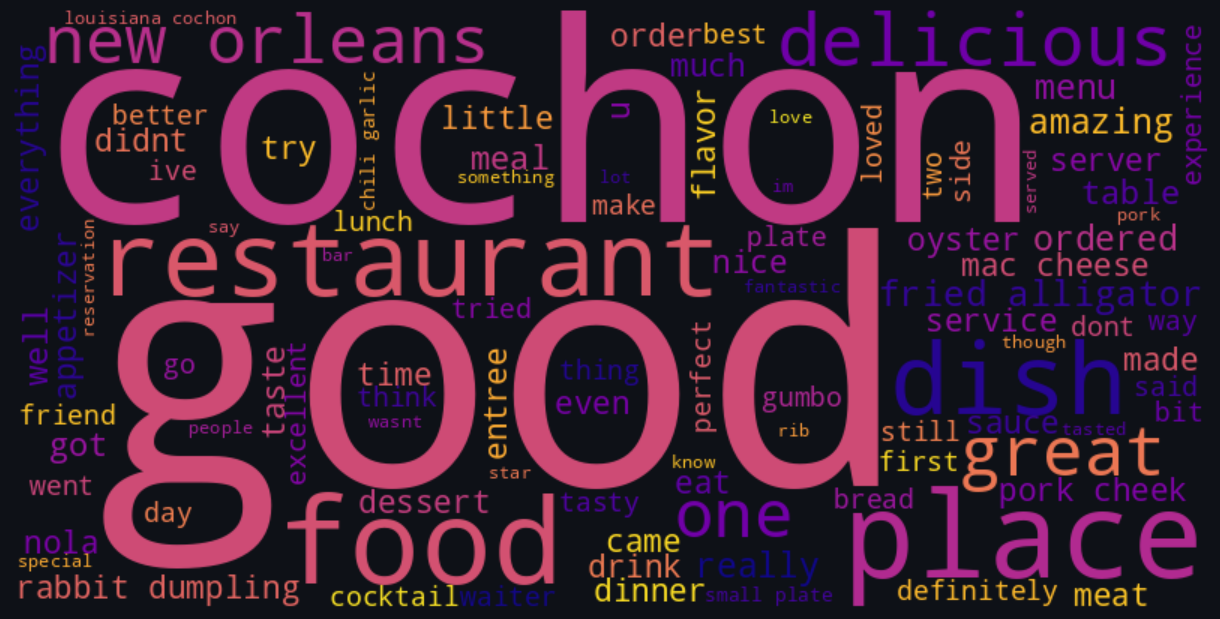 louisiana cochon
new orleans
order
best
delicious
much
experience
everything
cochon
menu
better
didnt
ive
try
chili garlic
little
meal
something
u
lot
make
flavor
love
im
loved
two
side
amazing
server
served
table
pork
lunch
say
bar
restaurant
plate
nice
fantastic
oyster
ordered
mac cheese
reservation
appetizer
well
tried
fried alligator
service
dont
way
though
good
go
taste
excellent
time
think
wasnt
entree
thing
even
perfect
gumbo
rib
dish
made
said
bit
friend
got
people
sauce
tasted
still
first
great
star
know
eat
went
day
dessert
tasty
one
bread
pork cheek
food
place
nola
special
came
drink
really
rabbit dumpling
cocktail
waiter
dinner
small plate
definitely
meat